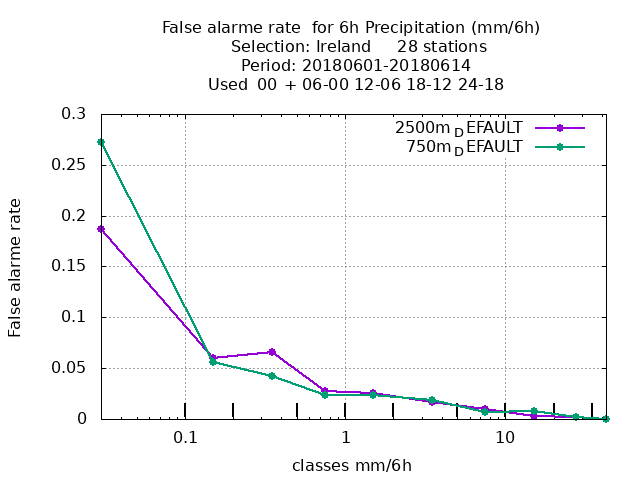 False alarme rate  for 6h Precipitation (mm/6h)
Selection: Ireland     28 stations
Period: 20180601-20180614
Used  00  + 06-00 12-06 18-12 24-18
2500m_DEFAULT
750m_DEFAULT
0.3
0.25
0.2
0.15
0.1
0.05
0
False alarme rate
0.1 1 10
classes mm/6h